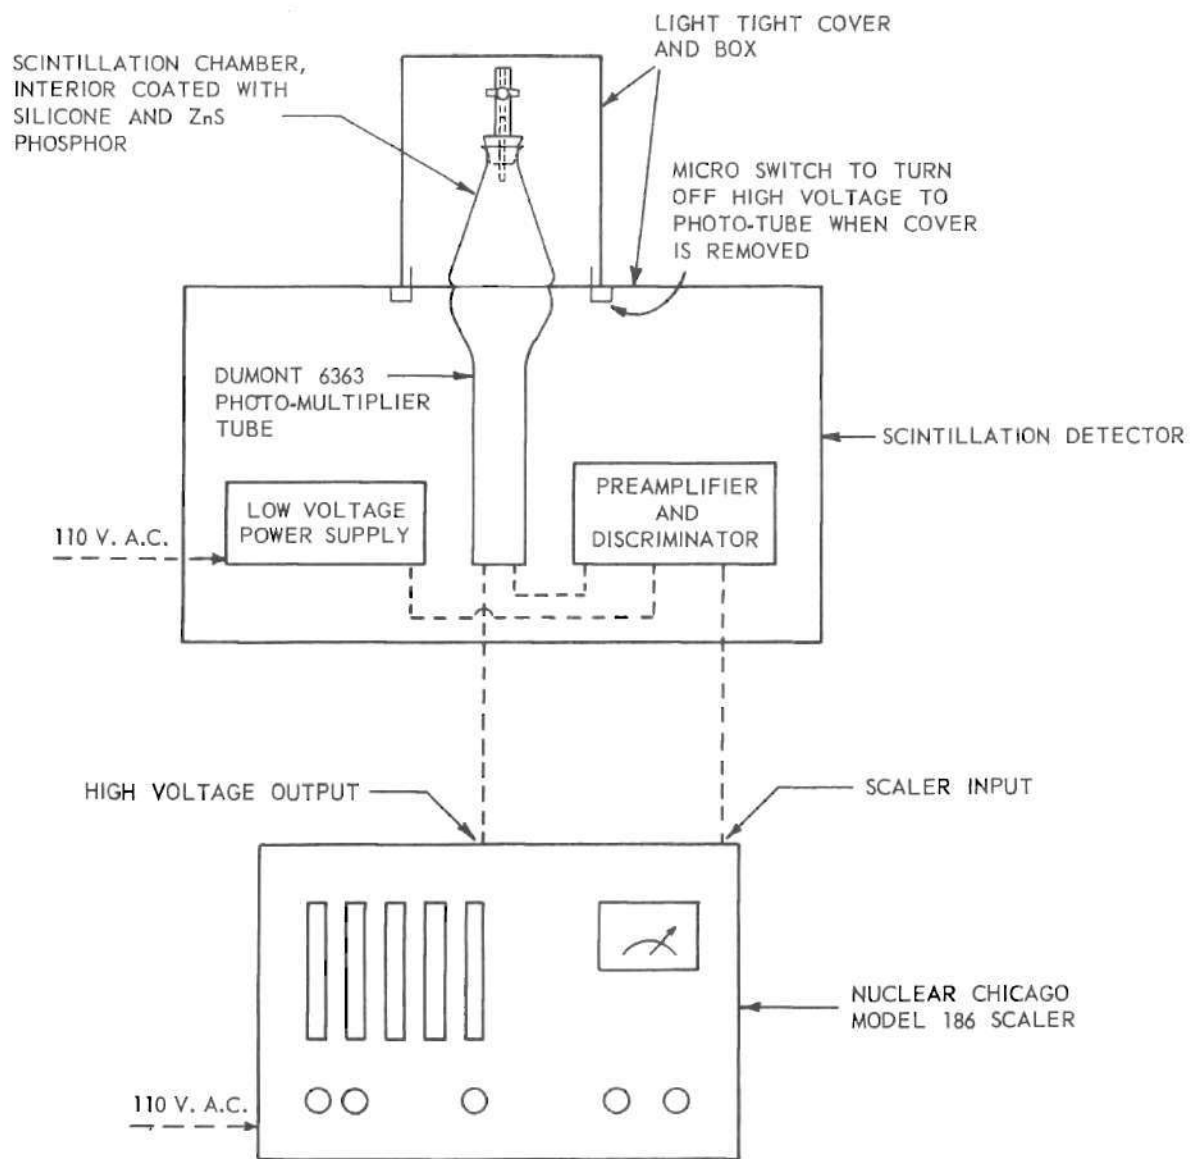 LIGHT TIGHT COVER
AND BOX
SCINTILLATION CHAMBER,
INTERIOR COATED WITH
SILICONE AND ZnS
PHOSPHOR
MICRO SWITCH TO TURN
OFF HIGH VOLTAGE TO
PHOTO-TUBE WHEN COVER
IS REMOVED
DUMONT 6363
PHOTO-MULTIPLIER
TUBE
SCINTILLATION DETECTOR
LOW VOLTAGE
POWER SUPPLY
PREAMPLIFIER
AND
DISCRIMINATOR
110 V. A.C.
HIGH VOLTAGE OUTPUT
SCALER INPUT
NUCLEAR CHICAGO
MODEL 186 SCALER
110 V. A.C.